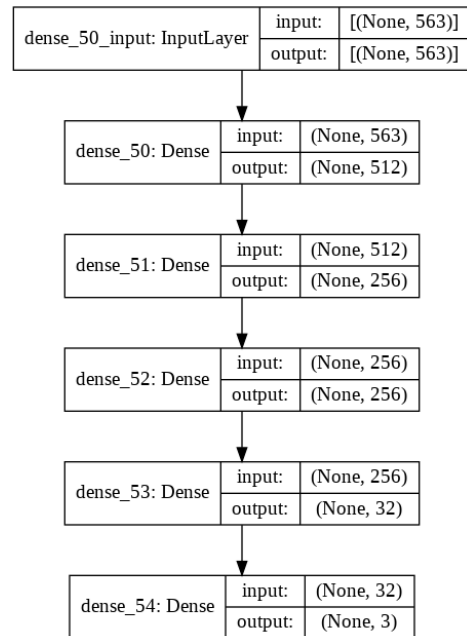 dense_50_input: InputLayer
input: [(None, 563)]
output: [(None, 563)]
dense_50: Dense
input: (None, 563)
output: (None, 512)
dense_51: Dense
input: (None, 512)
output: (None, 256)
dense_52: Dense
input: (None, 256)
output: (None, 256)
dense_53: Dense
input: (None, 256)
output: (None, 32)
dense_54: Dense
input: (None, 32)
output: (None, 3)